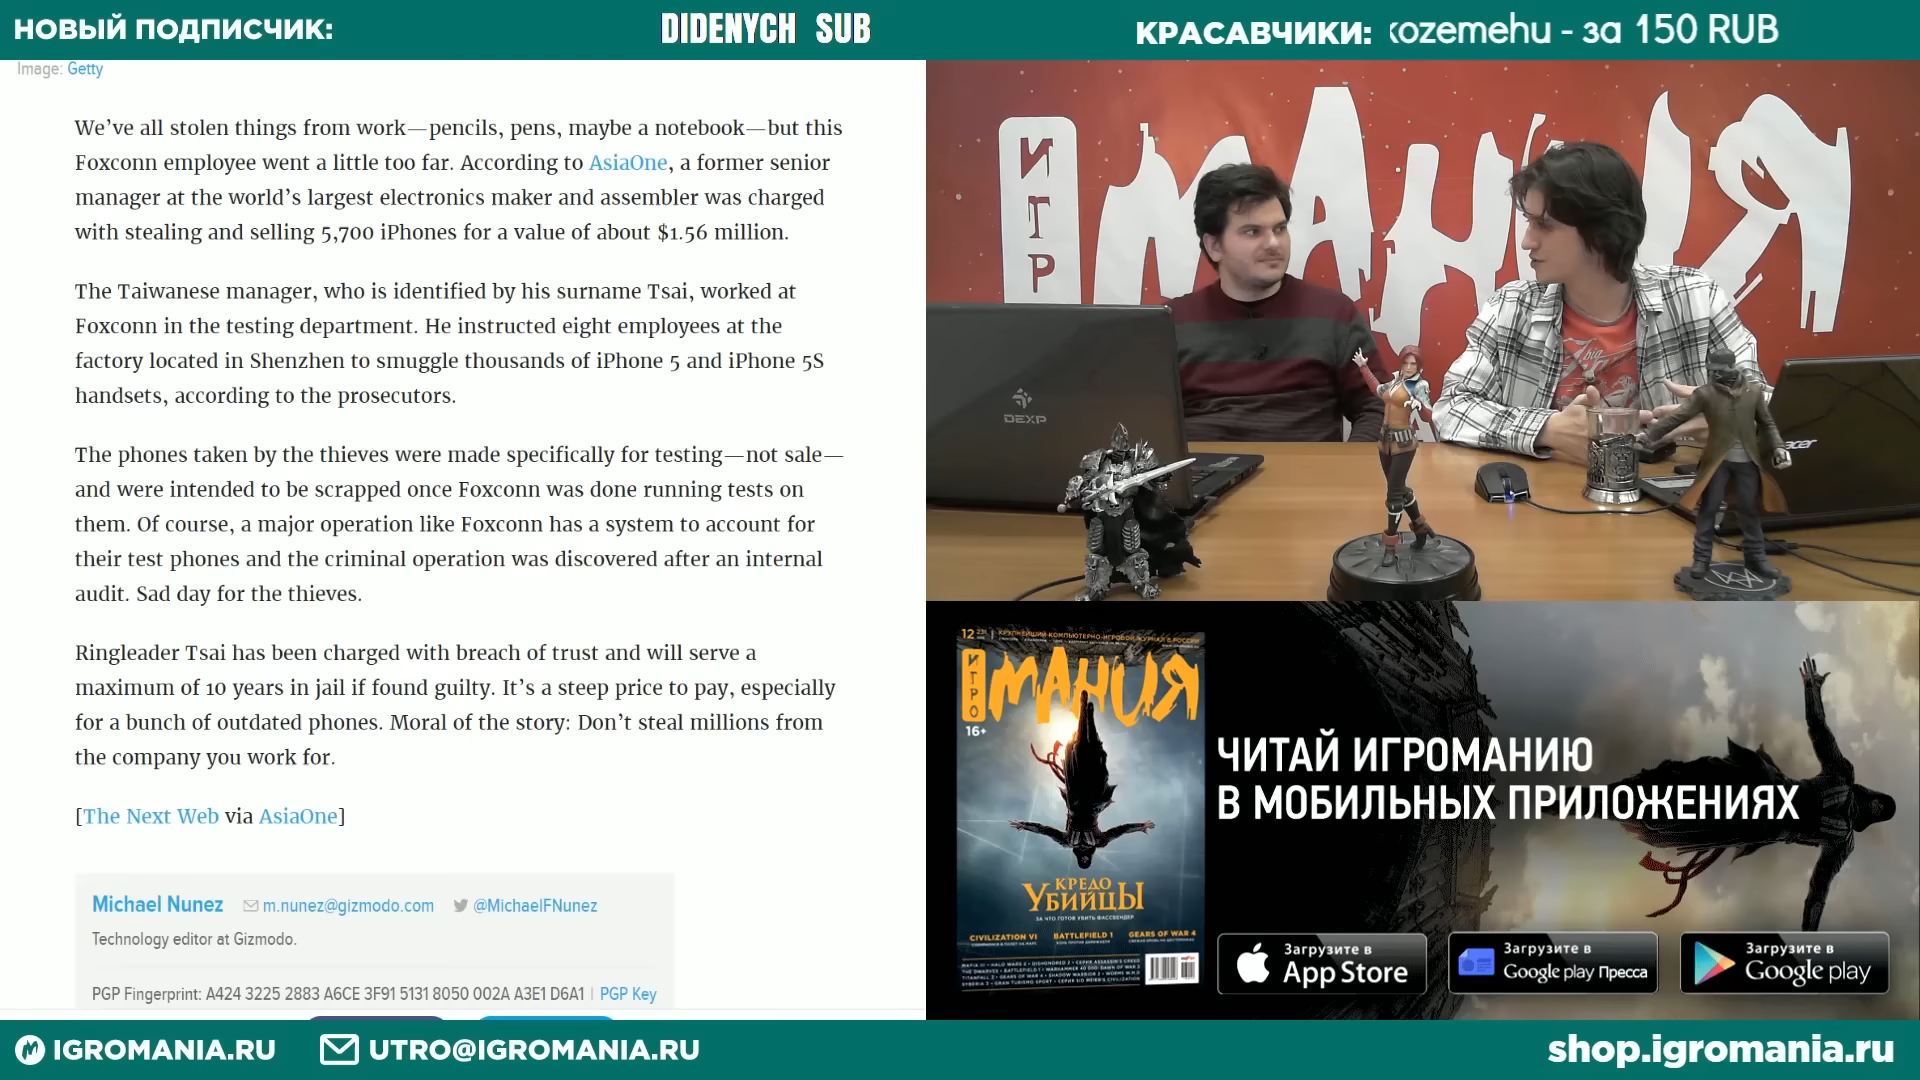 НОВЫЙ ПОДПИСЧИК:
DIDENYCH SUB
КРАСАВЧИКИ:
kozemehu - за 150 RUB
Image: Getty
We’ve all stolen things from work—pencils, pens, maybe a notebook—but this
Foxconn employee went a little too far. According to AsiaOne, a former senior
manager at the world’s largest electronics maker and assembler was charged
with stealing and selling 5,700 iPhones for a value of about $1.56 million.
The Taiwanese manager, who is identified by his surname Tsai, worked at
Foxconn in the testing department. He instructed eight employees at the
factory located in Shenzhen to smuggle thousands of iPhone 5 and iPhone 5S
handsets, according to the prosecutors.
The phones taken by the thieves were made specifically for testing—not sale—
and were intended to be scrapped once Foxconn was done running tests on
them. Of course, a major operation like Foxconn has a system to account for
their test phones and the criminal operation was discovered after an internal
audit. Sad day for the thieves.
Ringleader Tsai has been charged with breach of trust and will serve a
maximum of 10 years in jail if found guilty. It’s a steep price to pay, especially
for a bunch of outdated phones. Moral of the story: Don’t steal millions from
the company you work for.
[The Next Web via AsiaOne]
Michael Nunez m.nunez@gizmodo.com @MichaelFNunez
Technology editor at Gizmodo.
PGP Fingerprint: A424 3225 2883 A6CE 3F91 5131 8050 002A A3E1 D6A1 | PGP Key
ИГРОМАНИЯ
DEXP
acer
12
КРУПНЕЙШИЙ КОМПЬЮТЕРНО-ИГРОВОЙ ЖУРНАЛ В РОССИИ
ИГРОМАНИЯ
16+
КРЕДО
УБИЙЦЫ
ЗА ЧТО ГОТОВ УБИТЬ ФАССБЕНДЕР
CIVILIZATION VI
BATTLEFIELD 1
GEARS OF WAR 4
ЧИТАЙ ИГРОМАНИЮ
В МОБИЛЬНЫХ ПРИЛОЖЕНИЯХ
Загрузите в
App Store
Загрузите в
Google play Пресса
Загрузите в
Google play
IGROMANIA.RU
UTRO@IGROMANIA.RU
shop.igromania.ru